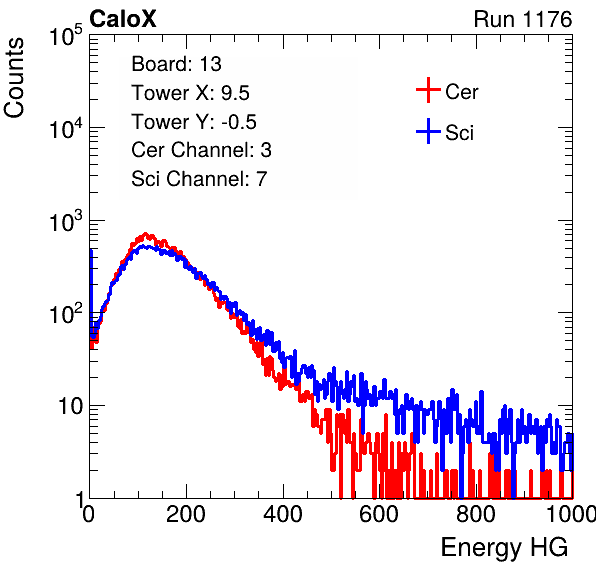 CaloX Run 1176
Counts
10^5
10^4
10^3
10^2
10
1
Board: 13
Tower X: 9.5
Tower Y: -0.5
Cer Channel: 3
Sci Channel: 7
Cer
Sci
0 200 400 600 800 1000
Energy HG